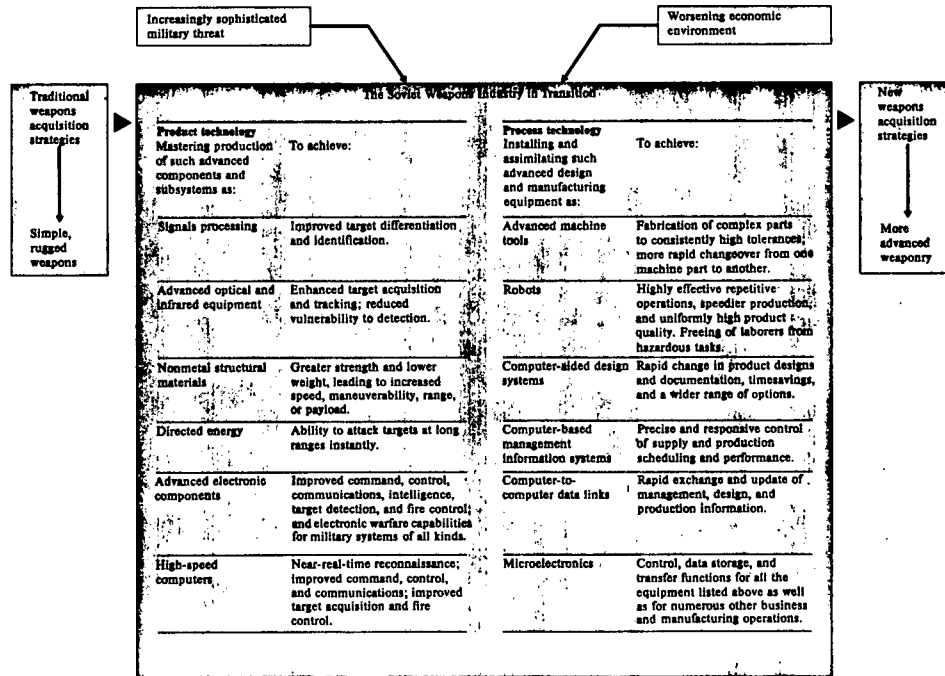 Increasingly sophisticated
military threat
Worsening economic
environment
Traditional
weapons
acquisition
strategies
Simple,
rugged
weapons
The Soviet Weapons Industry in Transition
Product technology
Mastering production
of such advanced
components and
subsystems as:
To achieve:
Signals processing
Improved target differentiation
and identification.
Advanced optical and
infrared equipment
Enhanced target acquisition
and tracking; reduced
vulnerability to detection.
Nonmetal structural
materials
Greater strength and lower
weight, leading to increased
speed, maneuverability, range,
or payload.
Directed energy
Ability to attack targets at long
ranges instantly.
Advanced electronic
components
Improved command, control,
communications, intelligence,
target detection, and fire control;
and electronic warfare capabilities
for military systems of all kinds.
High-speed
computers
Near-real-time reconnaissance;
improved command, control,
and communications; improved
target acquisition and fire
control.
Process technology
Installing and
assimilating such
advanced design
and manufacturing
equipment as:
To achieve:
Advanced machine
tools
Fabrication of complex parts
to consistently high tolerances;
more rapid changeover from one
machine part to another.
Robots
Highly effective repetitive
operations, speedier production,
and uniformly high product
quality. Freeing of laborers from
hazardous tasks.
Computer-aided design
systems
Rapid change in product designs
and documentation, timesavings,
and a wider range of options.
Computer-based
management
information systems
Precise and responsive control
of supply and production
scheduling and performance.
Computer-to-
computer data links
Rapid exchange and update of
management, design, and
production information.
Microelectronics
Control, data storage, and
transfer functions for all the
equipment listed above as well
as for numerous other business
and manufacturing operations.
New
weapons
acquisition
strategies
More
advanced
weaponry